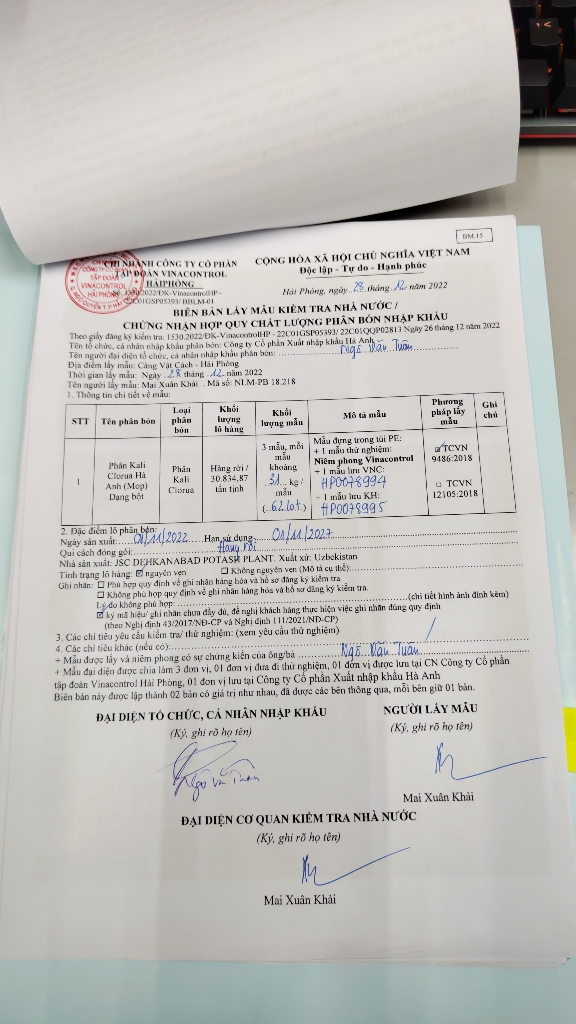 BM.15
CHI NHÁNH CÔNG TY CỔ PHẦN
TẬP ĐOÀN VINACONTROL
HẢI PHÒNG
1530/2022/ĐK-VinacontrolHP -
22C01GSP05393/ BBLM-01
CỘNG HÒA XÃ HỘI CHỦ NGHĨA VIỆT NAM
Độc lập - Tự do - Hạnh phúc
Hải Phòng, ngày 28 tháng 12 năm 2022
BIÊN BẢN LẤY MẪU KIỂM TRA NHÀ NƯỚC /
CHỨNG NHẬN HỢP QUY CHẤT LƯỢNG PHÂN BÓN NHẬP KHẨU
Theo giấy đăng ký kiểm tra: 1530/2022/ĐK-VinacontrolHP - 22C01GSP05393/ 22C01QQP02813 Ngày 26 tháng 12 năm 2022
Tên tổ chức, cá nhân nhập khẩu phân bón: Công ty Cổ phần Xuất nhập khẩu Hà Anh
Tên người đại diện tổ chức, cá nhân nhập khẩu phân bón: Ngô Văn Tuân
Địa điểm lấy mẫu: Cảng Vật Cách - Hải Phòng
Thời gian lấy mẫu: Ngày 28 tháng 12 năm 2022
Tên người lấy mẫu: Mai Xuân Khải . Mã số: NLM-PB 18.218
1. Thông tin chi tiết về mẫu:
STT Tên phân bón Loại phân bón Khối lượng lô hàng Khối lượng mẫu Mô tả mẫu Phương pháp lấy mẫu Ghi chú
1
Phân Kali Clorua Hà Anh (Mop) Dạng bột
Phân Kali Clorua
Hàng rời / 30.834,87 tấn tịnh
3 mẫu, mỗi mẫu khoảng 31 kg / mẫu (62 lot)
Mẫu đựng trong túi PE:
+ 1 mẫu thử nghiệm:
Niêm phong Vinacontrol
+ 1 mẫu lưu VNC:
HP0078994
+ 1 mẫu lưu KH:
HP0078995
☑ TCVN 9486:2018
□ TCVN 12105:2018
2. Đặc điểm lô phân bón:
Ngày sản xuất: 01/11/2022 Hạn sử dụng: 01/11/2027
Qui cách đóng gói: Hàng rời
Nhà sản xuất: JSC DEHKANABAD POTASH PLANT. Xuất xứ: Uzbekistan
Tình trạng lô hàng: ☑ nguyên vẹn □ Không nguyên vẹn (Mô tả cụ thể):
Ghi nhãn: □ Phù hợp quy định về ghi nhãn hàng hóa và hồ sơ đăng ký kiểm tra
□ Không phù hợp quy định về ghi nhãn hàng hóa và hồ sơ đăng ký kiểm tra.
Lý do không phù hợp: (chi tiết hình ảnh đính kèm)
☑ ký mã hiệu/ ghi nhãn chưa đầy đủ, đề nghị khách hàng thực hiện việc ghi nhãn đúng quy định
(theo Nghị định 43/2017/NĐ-CP và Nghị định 111/2021/NĐ-CP)
3. Các chỉ tiêu yêu cầu kiểm tra/ thử nghiệm: (xem yêu cầu thử nghiệm)
4. Các chỉ tiêu khác (nếu có): /
+ Mẫu được lấy và niêm phong có sự chứng kiến của ông/bà Ngô Văn Tuân
+ Mẫu đại diện được chia làm 3 đơn vị, 01 đơn vị đưa đi thử nghiệm, 01 đơn vị được lưu tại CN Công ty Cổ phần
tập đoàn Vinacontrol Hải Phòng, 01 đơn vị lưu tại Công ty Cổ phần Xuất nhập khẩu Hà Anh
Biên bản này được lập thành 02 bản có giá trị như nhau, đã được các bên thông qua, mỗi bên giữ 01 bản.
ĐẠI DIỆN TỔ CHỨC, CÁ NHÂN NHẬP KHẨU
(Ký, ghi rõ họ tên)
Ngô Văn Tuân
NGƯỜI LẤY MẪU
(Ký, ghi rõ họ tên)
Mai Xuân Khải
ĐẠI DIỆN CƠ QUAN KIỂM TRA NHÀ NƯỚC
(Ký, ghi rõ họ tên)
Mai Xuân Khải